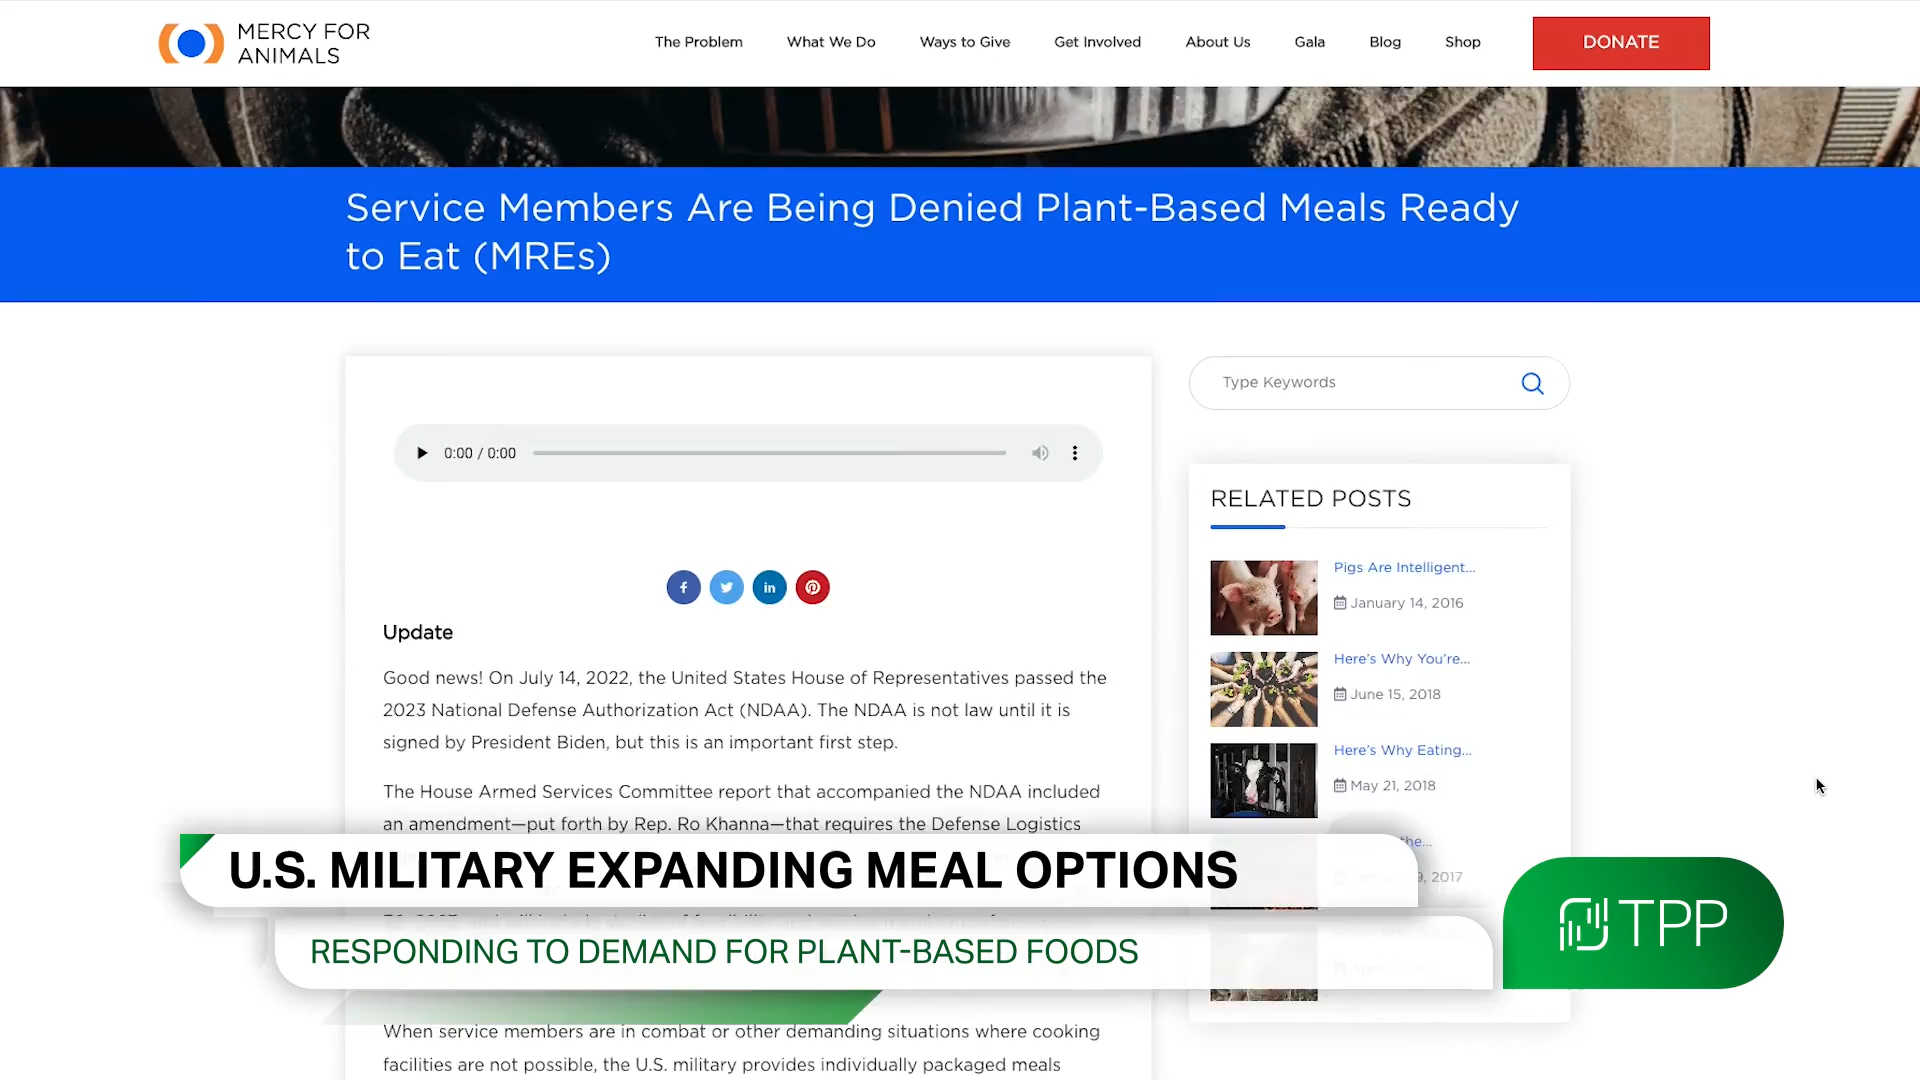 MERCY FOR
ANIMALS
The Problem
What We Do
Ways to Give
Get Involved
About Us
Gala
Blog
Shop
DONATE
Service Members Are Being Denied Plant-Based Meals Ready
to Eat (MREs)
0:00 / 0:00
Type Keywords
RELATED POSTS
Pigs Are Intelligent...
January 14, 2016
Here's Why You're...
June 15, 2018
Here's Why Eating...
May 21, 2018
the...
9, 2017
Update
Good news! On July 14, 2022, the United States House of Representatives passed the
2023 National Defense Authorization Act (NDAA). The NDAA is not law until it is
signed by President Biden, but this is an important first step.
The House Armed Services Committee report that accompanied the NDAA included
an amendment—put forth by Rep. Ro Khanna—that requires the Defense Logistics
U.S. MILITARY EXPANDING MEAL OPTIONS
RESPONDING TO DEMAND FOR PLANT-BASED FOODS
TPP
When service members are in combat or other demanding situations where cooking
facilities are not possible, the U.S. military provides individually packaged meals